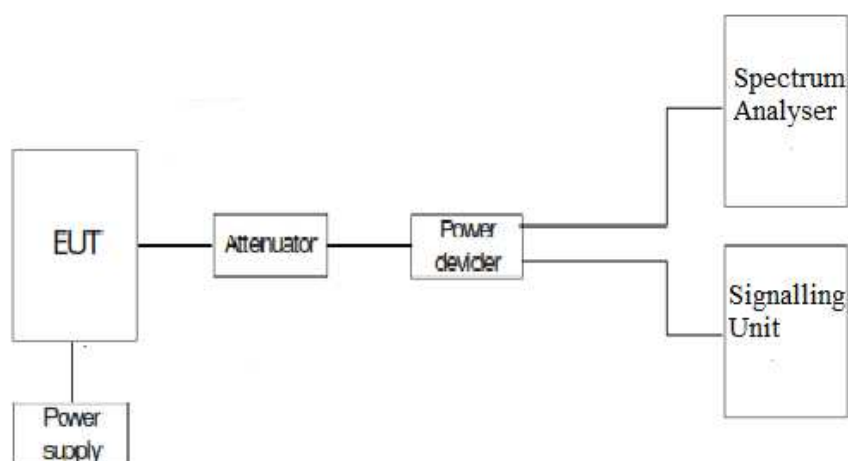 Spectrum
Analyser
EUT
Attenuator
Power
devider
Signalling
Unit
Power
supply